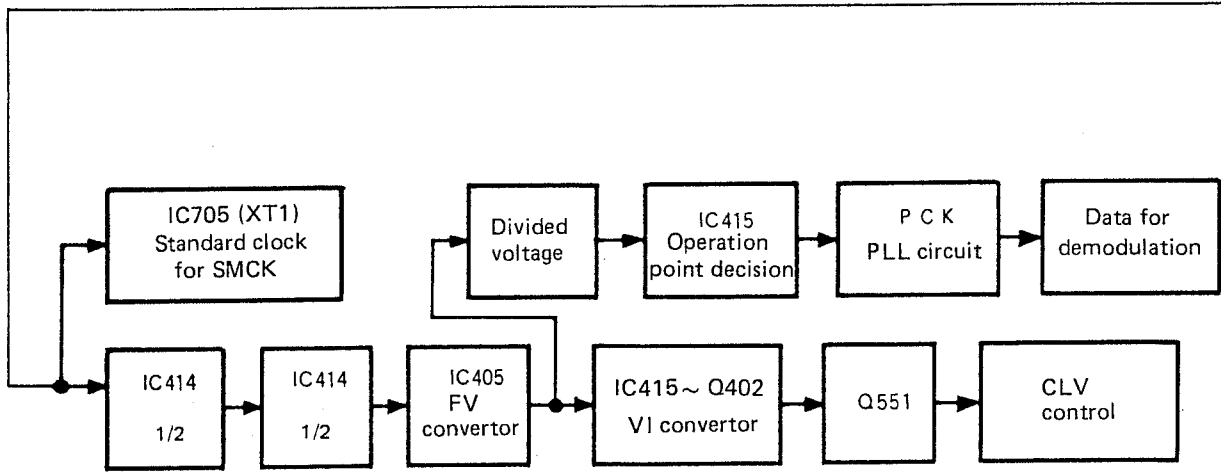 IC705 (XT1)
Standard clock
for SMCK
Divided
voltage
IC415
Operation
point decision
P C K
PLL circuit
Data for
demodulation
IC414
1/2
IC414
1/2
IC405
FV
convertor
IC415~ Q402
VI convertor
Q551
CLV
control